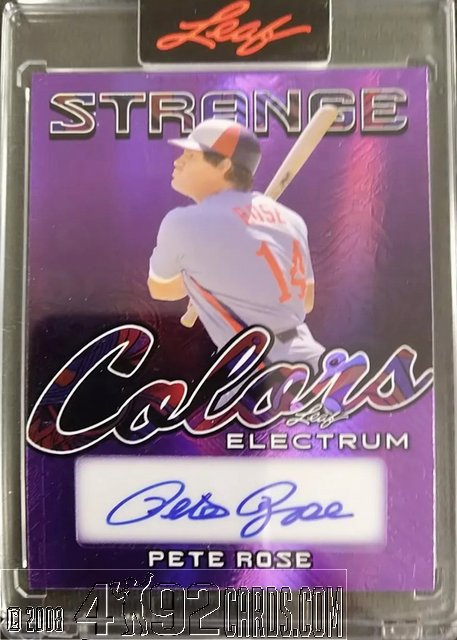 Leaf
STRANGE
ROSE
14
Colors
Leaf
ELECTRUM
Pete Rose
PETE ROSE
© 2008 4192CARDS.COM